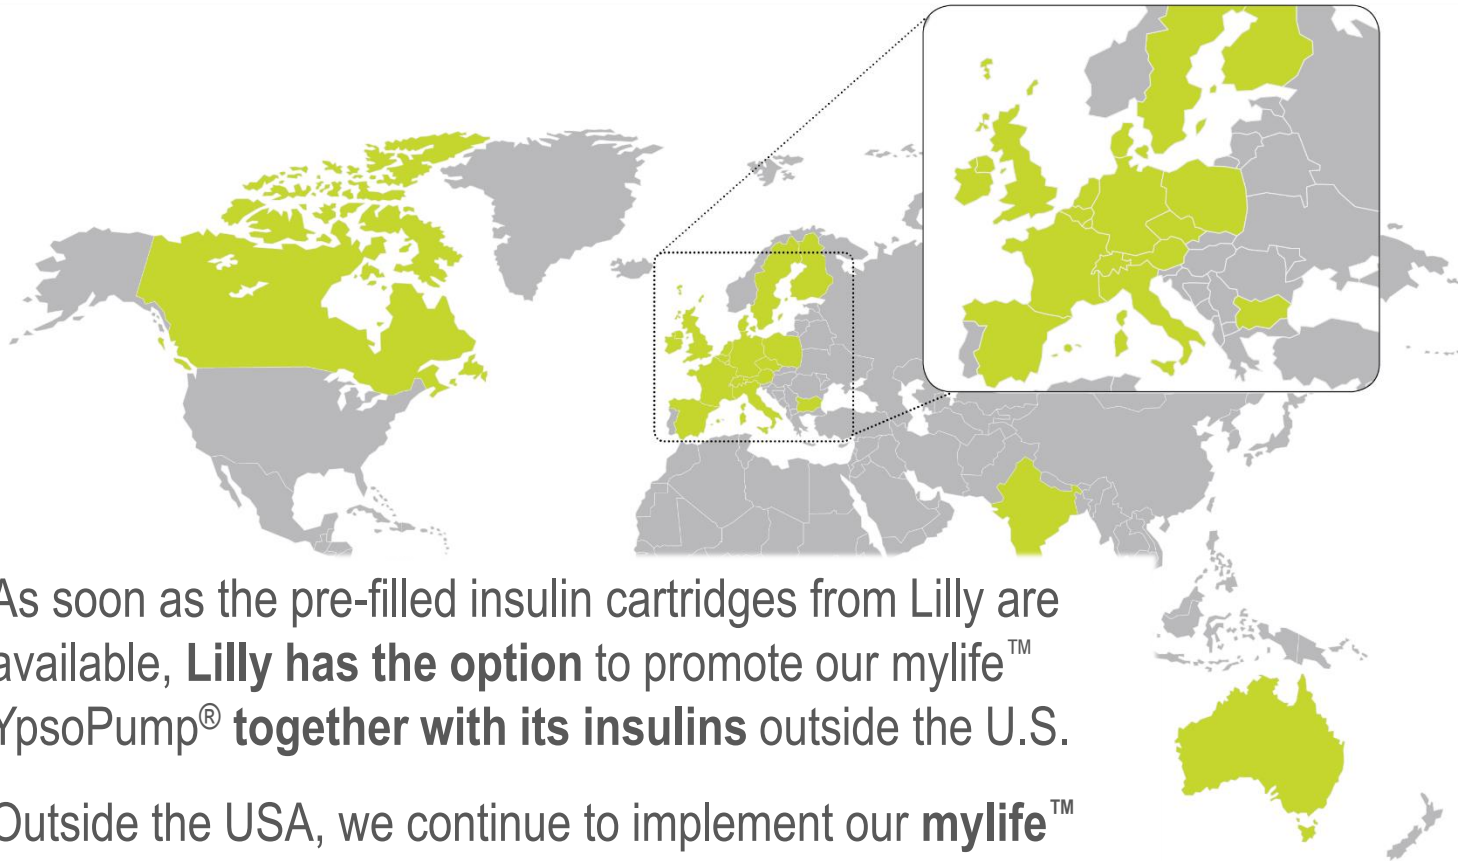 As soon as the pre-filled insulin cartridges from Lilly are
available, Lilly has the option to promote our mylife™
YpsoPump® together with its insulins outside the U.S.
Outside the USA, we continue to implement our mylife™